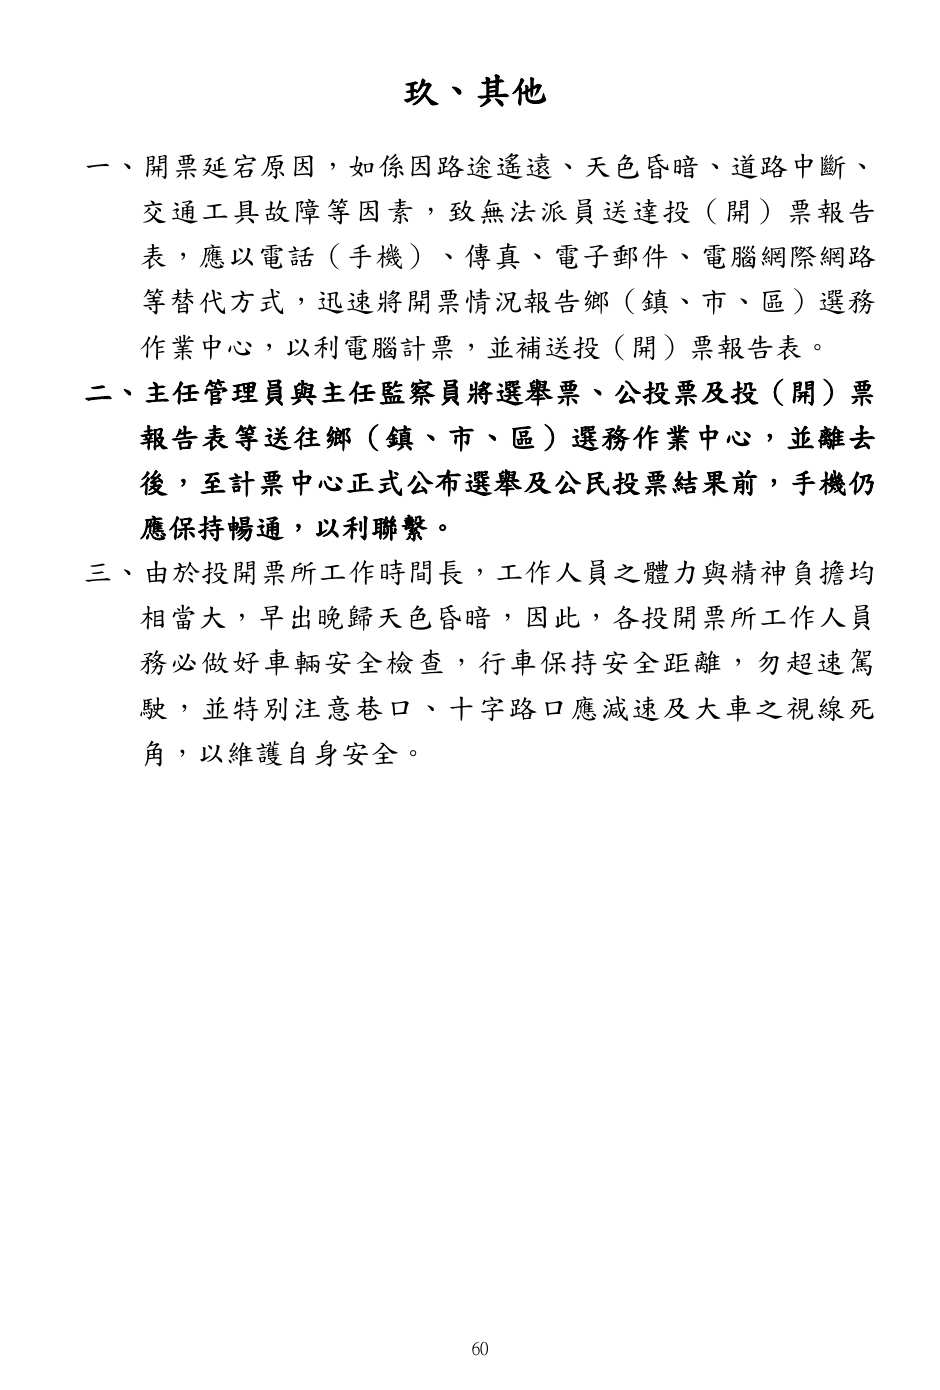 玖、其他
一、開票延宕原因，如係因路途遙遠、天色昏暗、道路中斷、
交通工具故障等因素，致無法派員送達投（開）票報告
表，應以電話（手機）、傳真、電子郵件、電腦網際網路
等替代方式，迅速將開票情況報告鄉（鎮、市、區）選務
作業中心，以利電腦計票，並補送投（開）票報告表。
二、主任管理員與主任監察員將選舉票、公投票及投（開）票
報告表等送往鄉（鎮、市、區）選務作業中心，並離去
後，至計票中心正式公布選舉及公民投票結果前，手機仍
應保持暢通，以利聯繫。
三、由於投開票所工作時間長，工作人員之體力與精神負擔均
相當大，早出晚歸天色昏暗，因此，各投開票所工作人員
務必做好車輛安全檢查，行車保持安全距離，勿超速駕
駛，並特別注意巷口、十字路口應減速及大車之視線死
角，以維護自身安全。
60